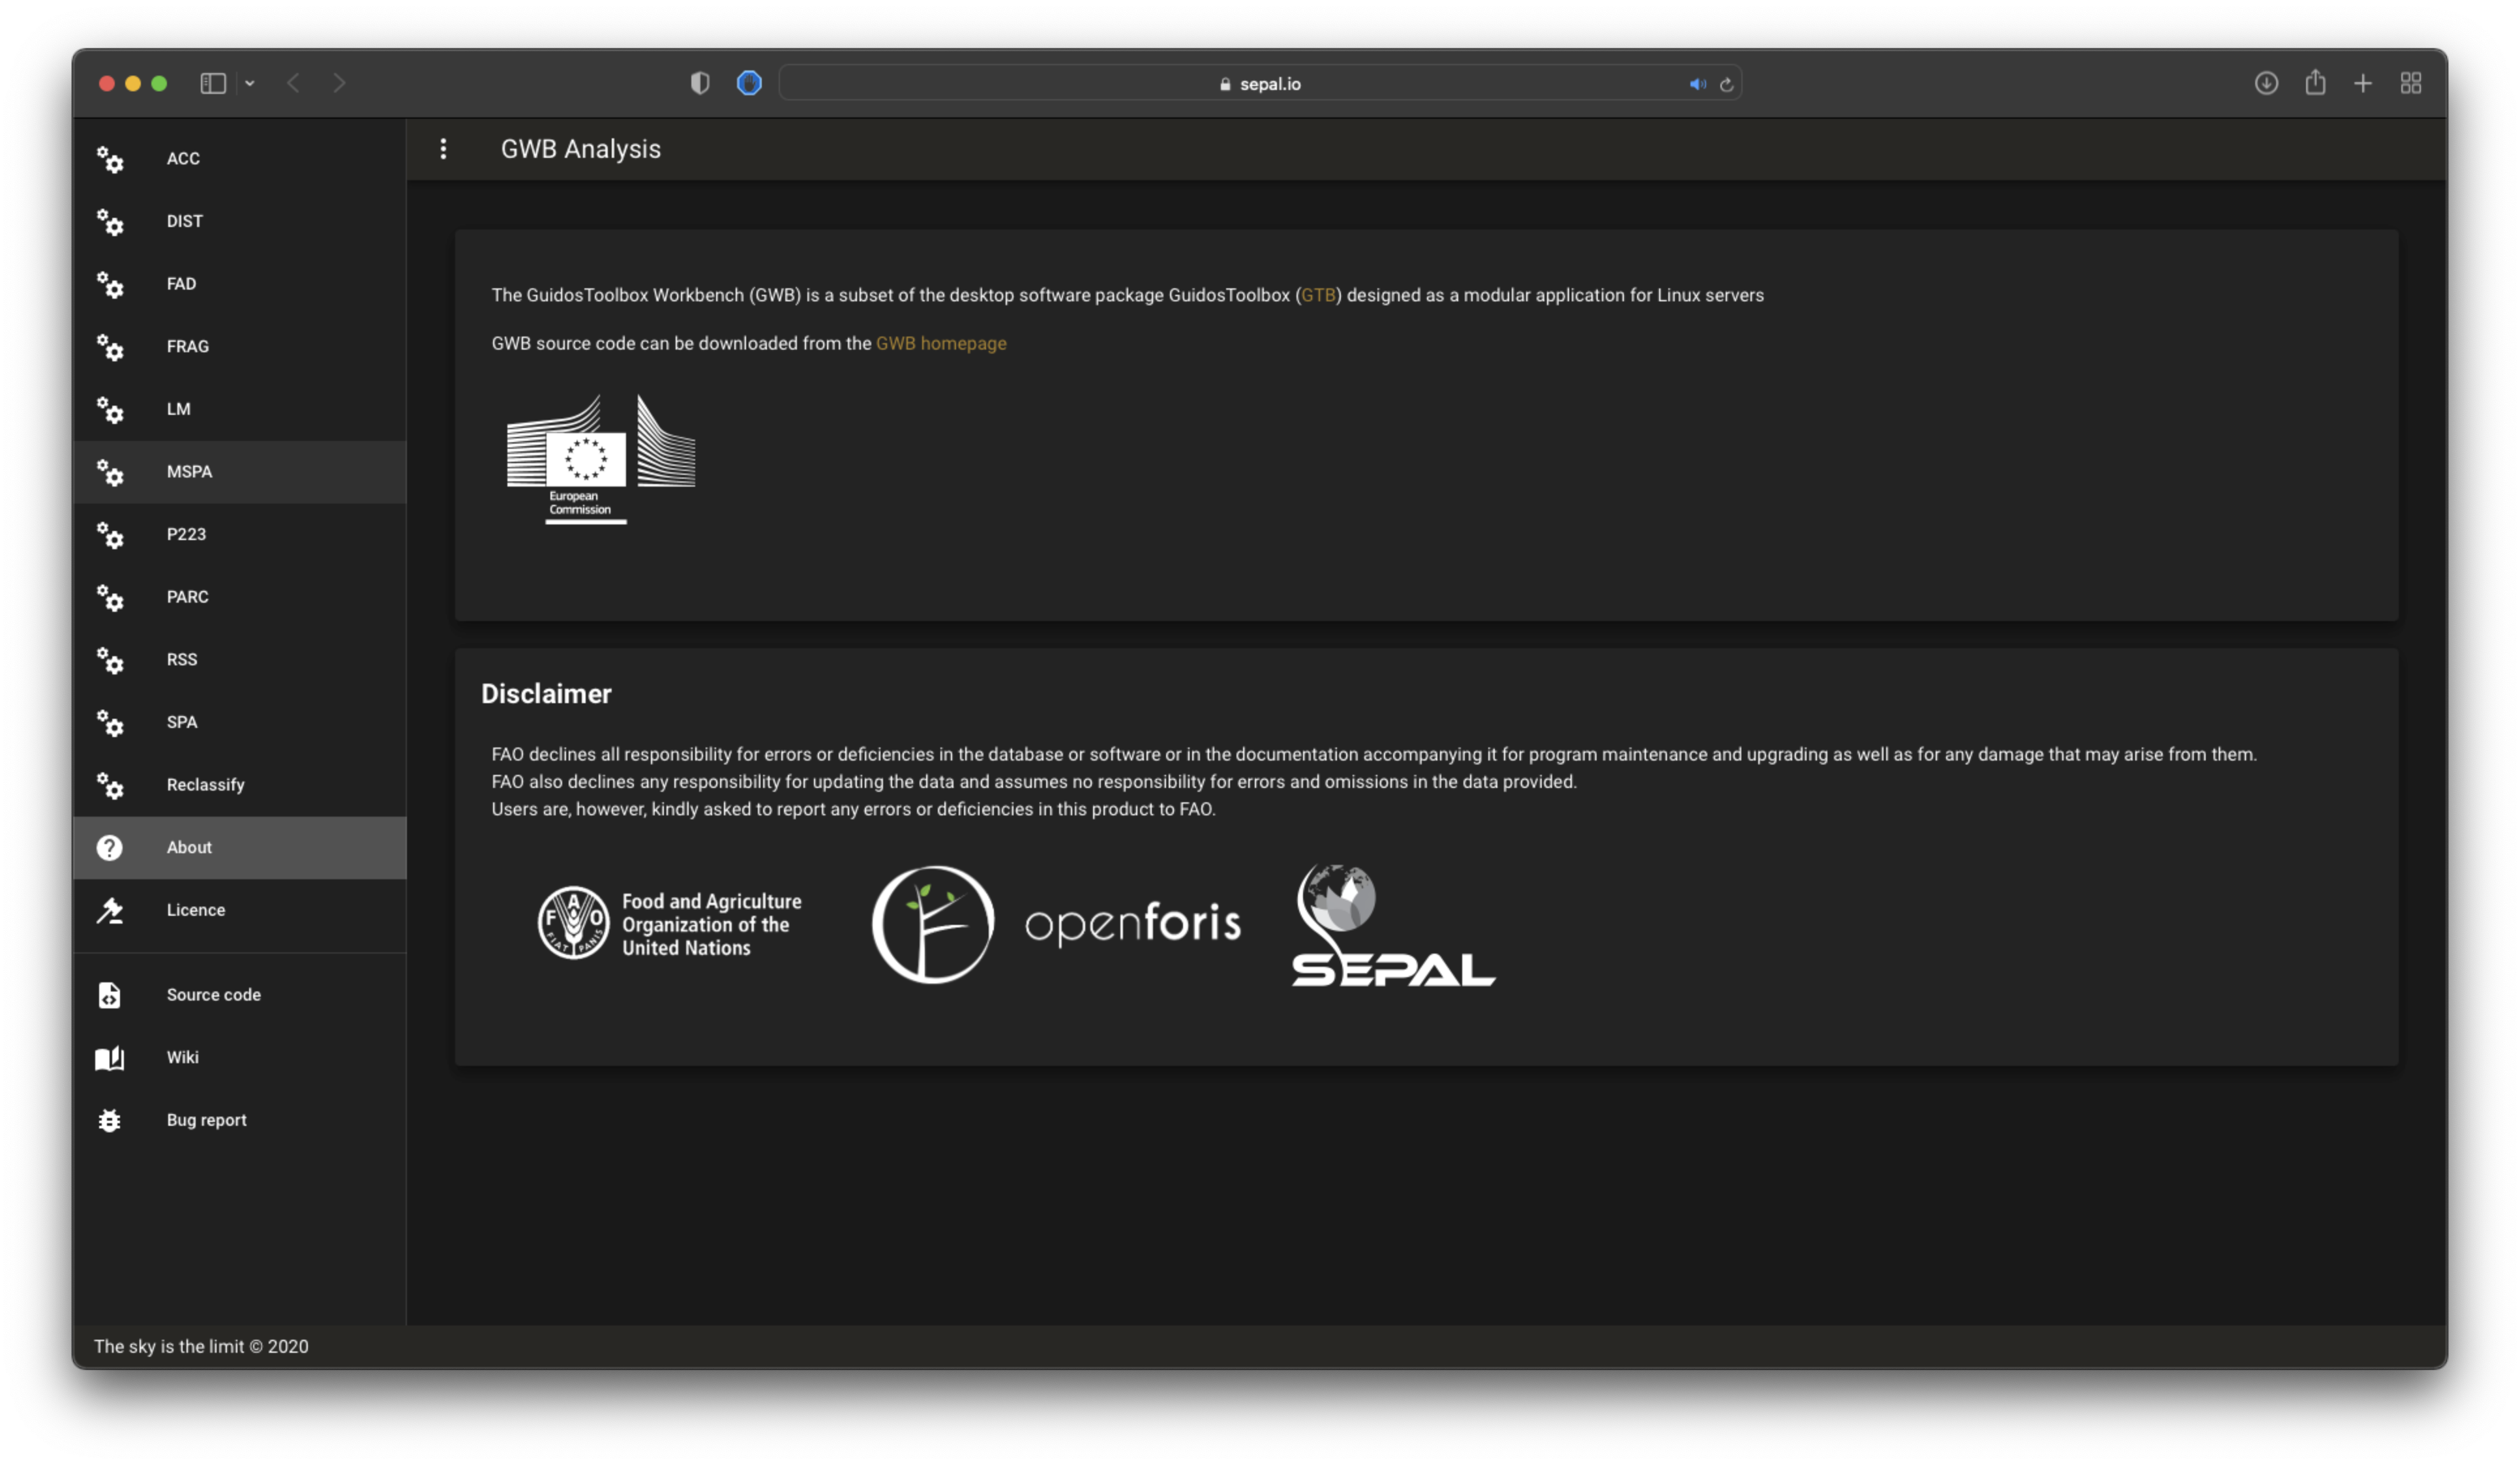 sepal.io
ACC
DIST
FAD
FRAG
LM
MSPA
P223
PARC
RSS
SPA
Reclassify
About
Licence
Source code
Wiki
Bug report
GWB Analysis
The GuidosToolbox Workbench (GWB) is a subset of the desktop software package GuidosToolbox (GTB) designed as a modular application for Linux servers
GWB source code can be downloaded from the GWB homepage
European
Commission
Disclaimer
FAO declines all responsibility for errors or deficiencies in the database or software or in the documentation accompanying it for program maintenance and upgrading as well as for any damage that may arise from them.
FAO also declines any responsibility for updating the data and assumes no responsibility for errors and omissions in the data provided.
Users are, however, kindly asked to report any errors or deficiencies in this product to FAO.
FAO
FIAT PANIS
Food and Agriculture
Organization of the
United Nations
openforis
SEPAL
The sky is the limit © 2020